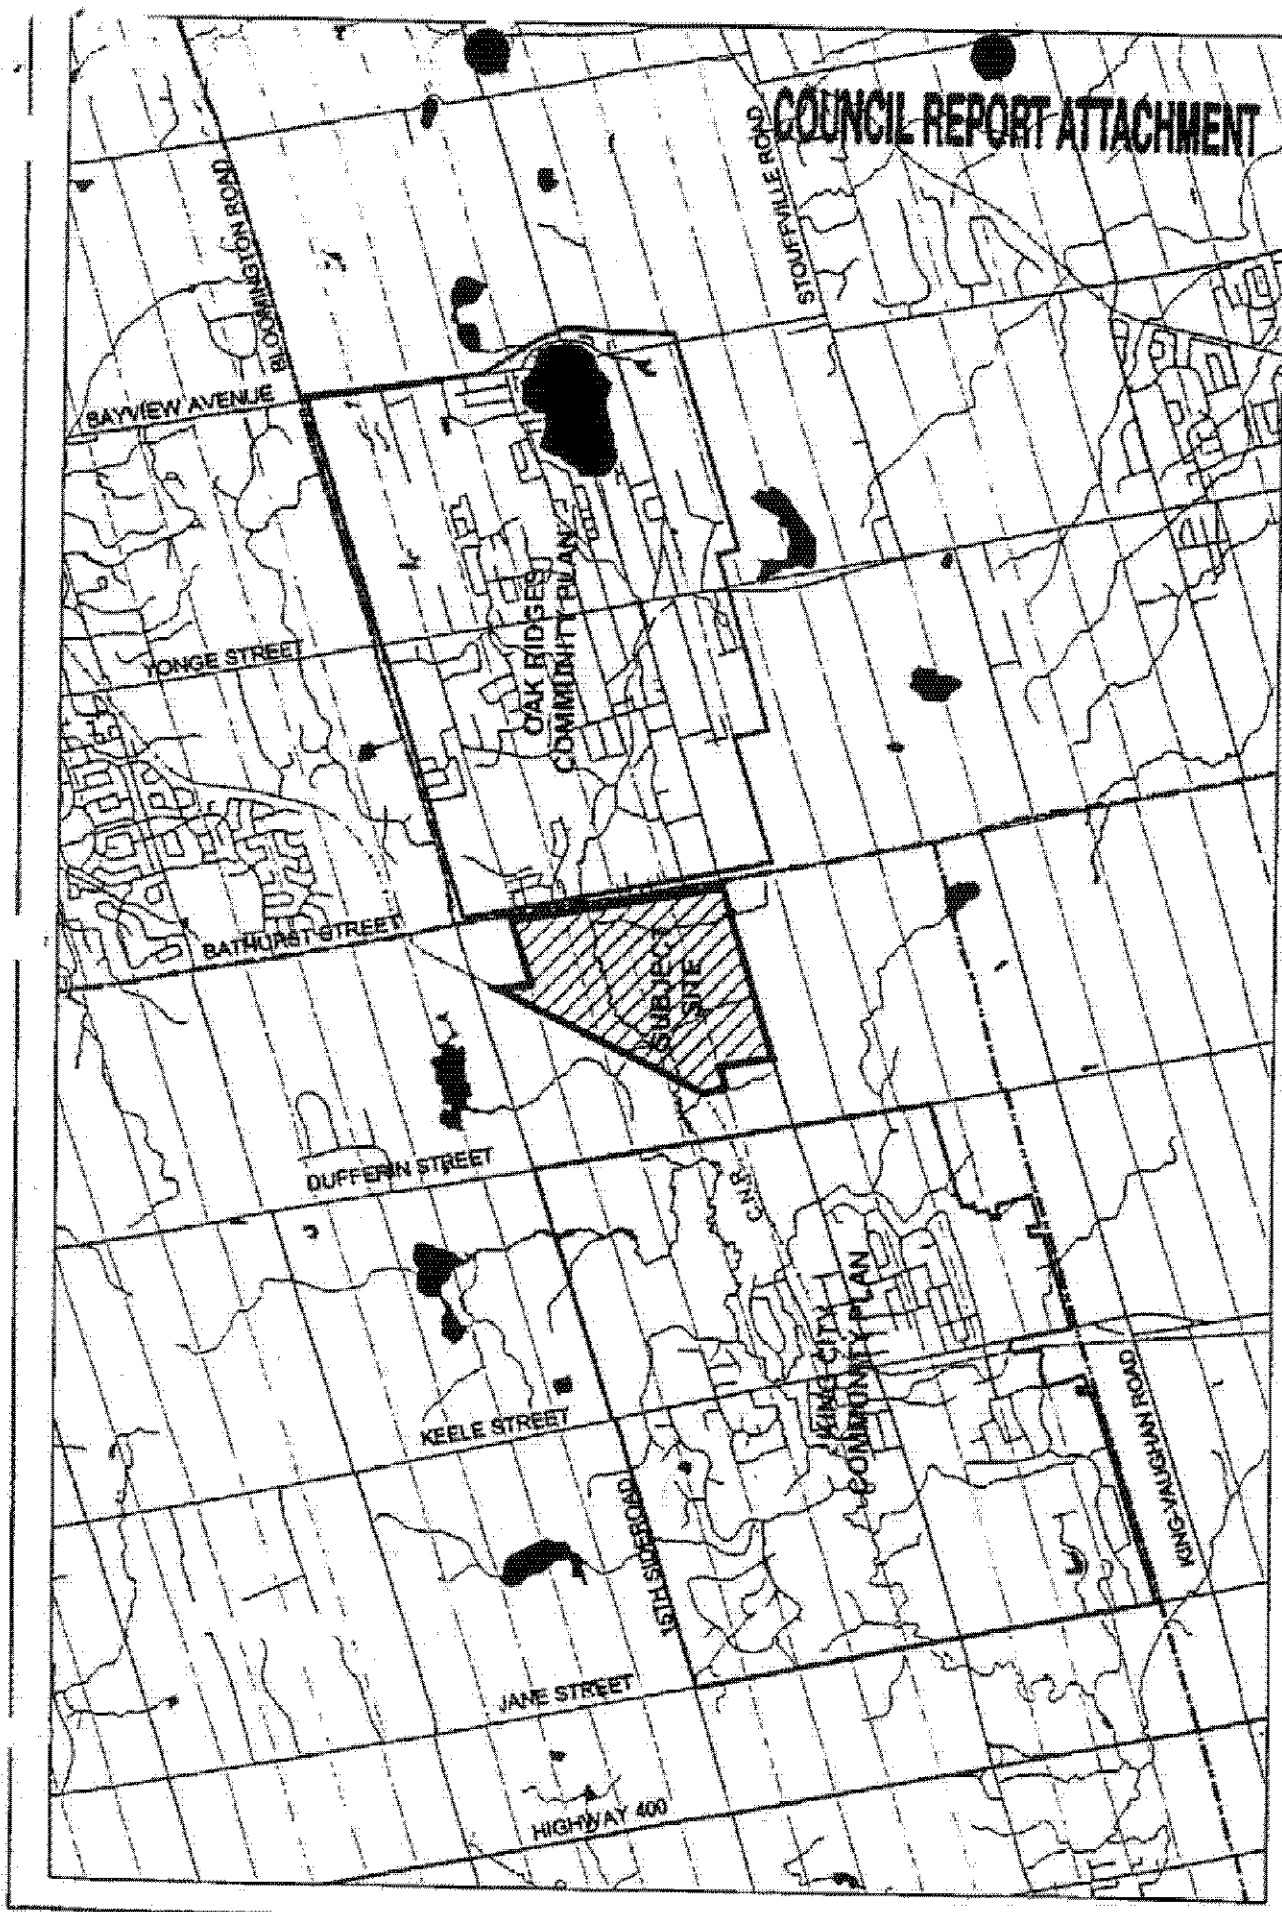 COUNCIL REPORT ATTACHMENT
BLOOMINGTON ROAD
STOUFFVILLE ROAD
BAYVIEW AVENUE
OAK RIDGES
COMMUNITY PLAN
YONGE STREET
BATHURST STREET
SUBJECT
SITE
DUFFERIN STREET
C.N.R.
KING CITY
COMMUNITY PLAN
KEELE STREET
15TH SIDEROAD
KING-VAUGHAN ROAD
JANE STREET
HIGHWAY 400